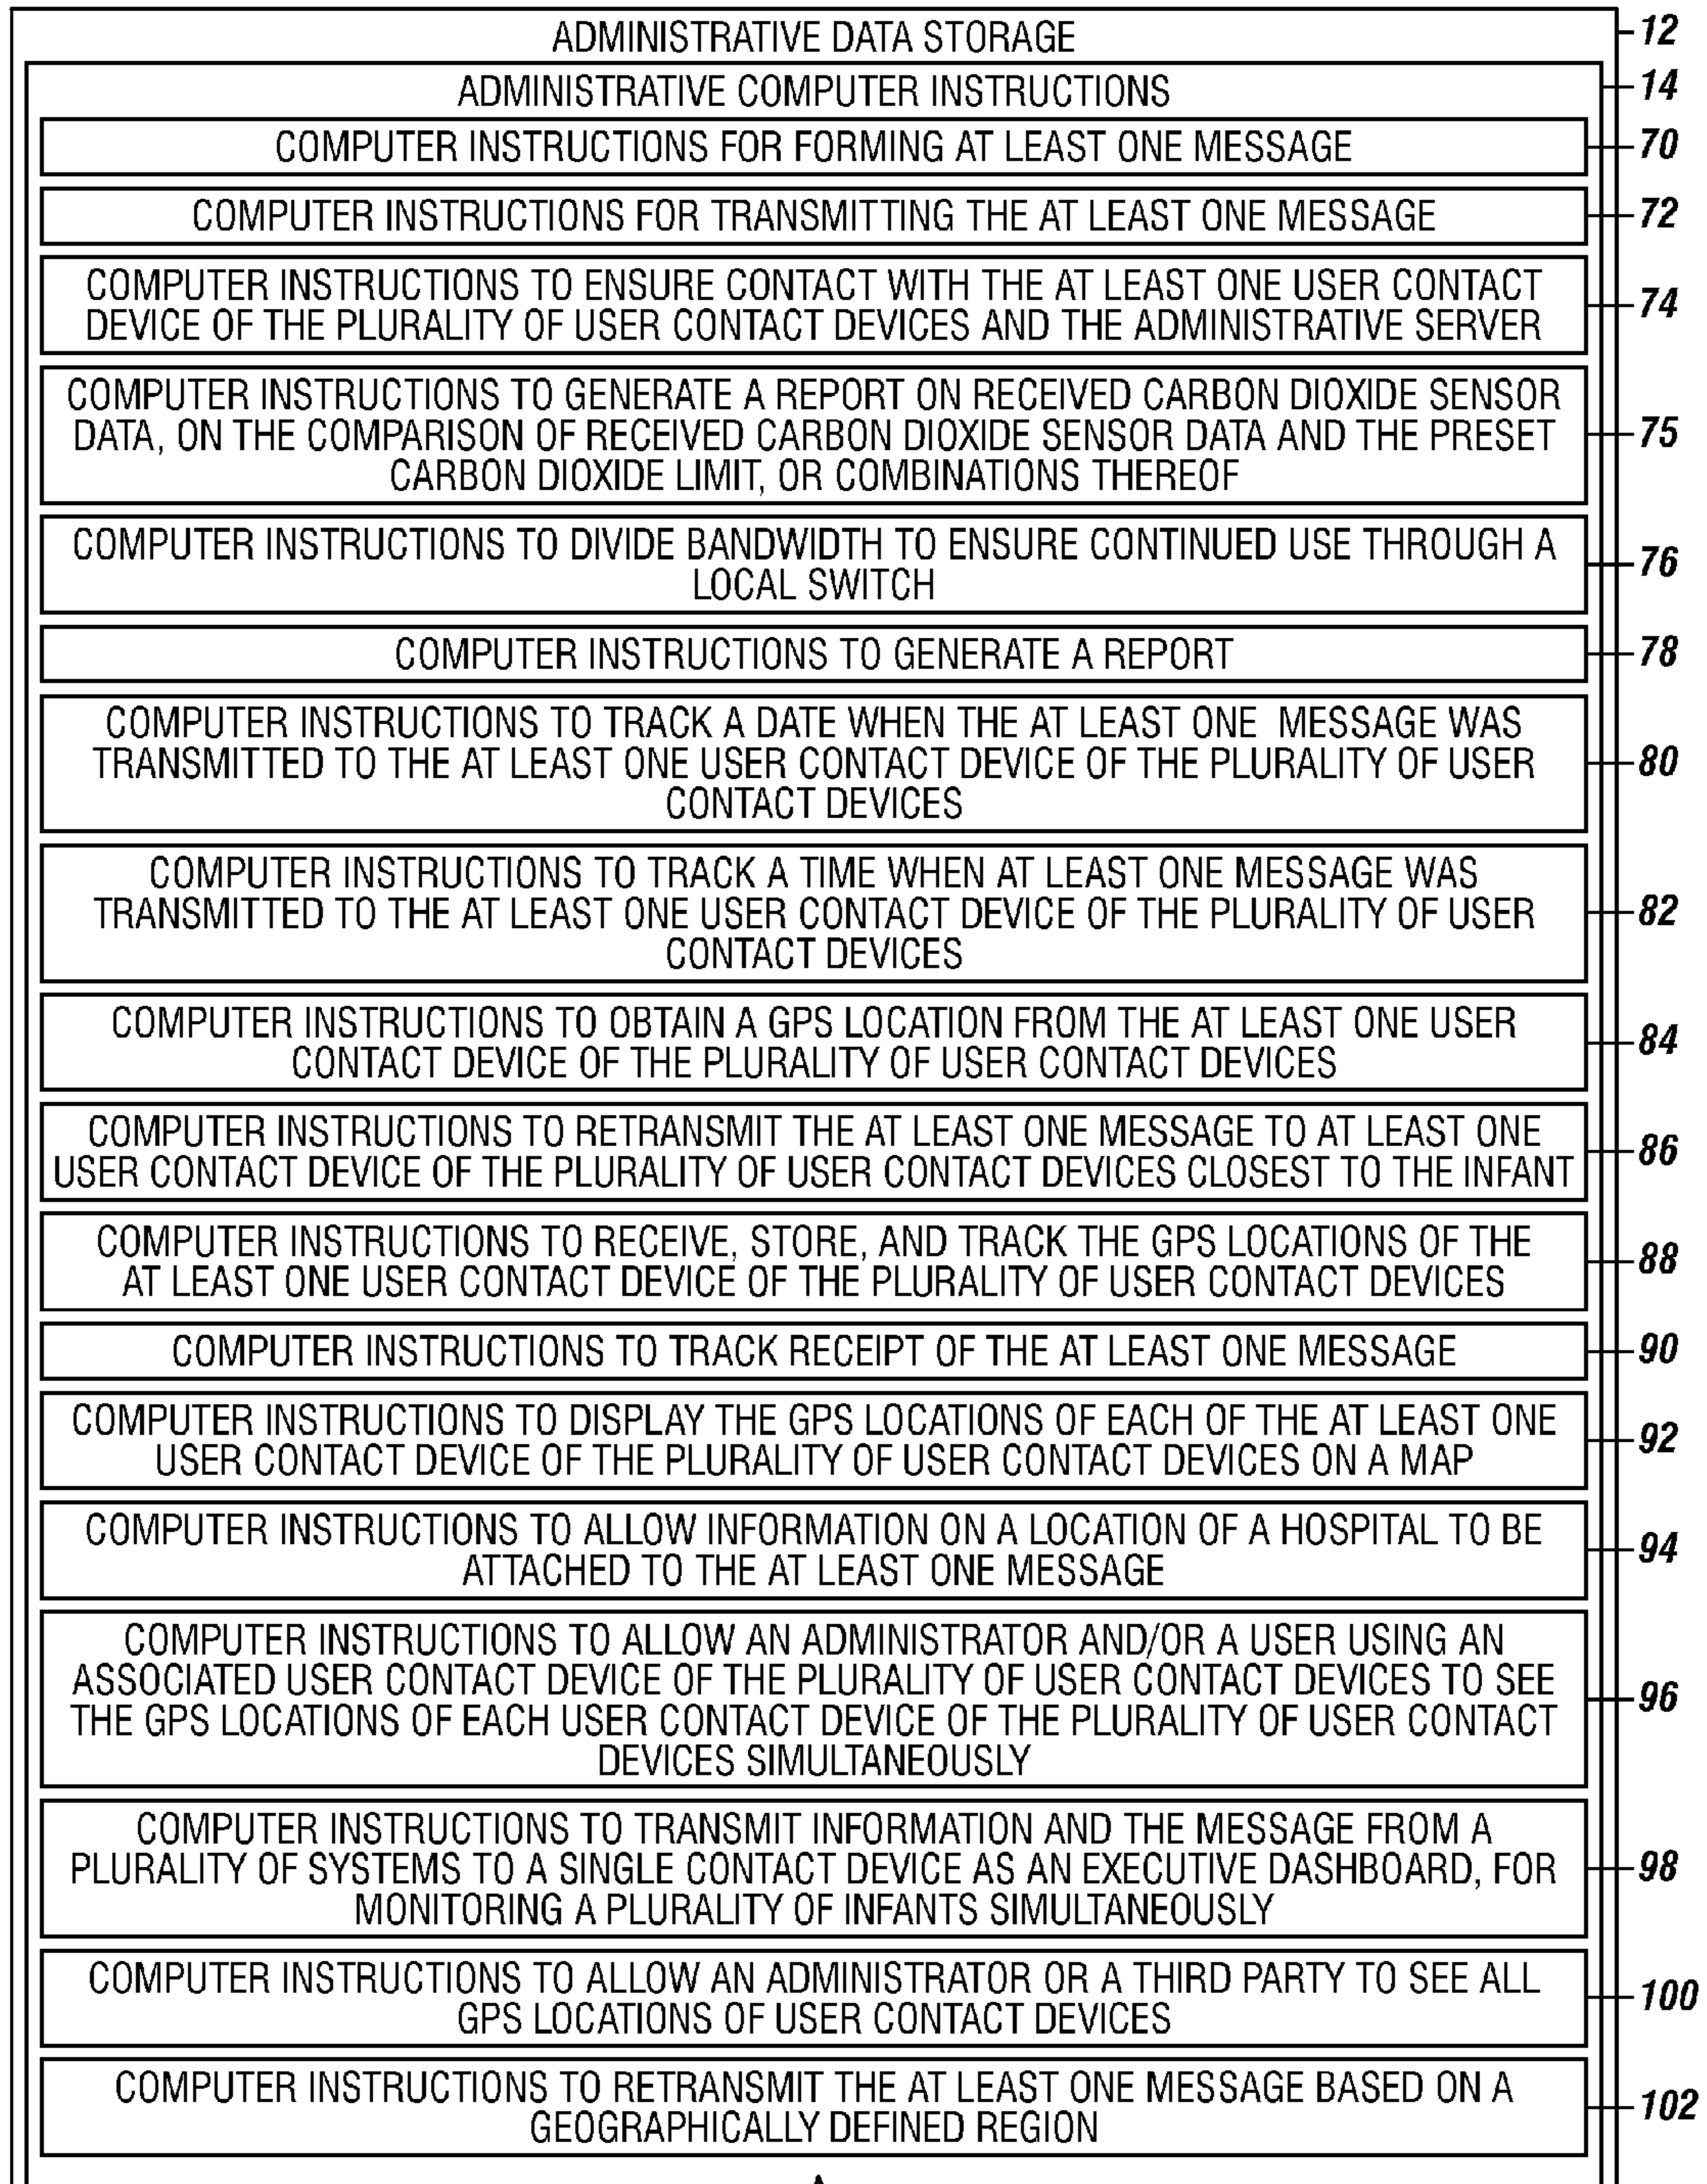 ADMINISTRATIVE DATA STORAGE
12
ADMINISTRATIVE COMPUTER INSTRUCTIONS
14
COMPUTER INSTRUCTIONS FOR FORMING AT LEAST ONE MESSAGE
70
COMPUTER INSTRUCTIONS FOR TRANSMITTING THE AT LEAST ONE MESSAGE
72
COMPUTER INSTRUCTIONS TO ENSURE CONTACT WITH THE AT LEAST ONE USER CONTACT
DEVICE OF THE PLURALITY OF USER CONTACT DEVICES AND THE ADMINISTRATIVE SERVER
74
COMPUTER INSTRUCTIONS TO GENERATE A REPORT ON RECEIVED CARBON DIOXIDE SENSOR
DATA, ON THE COMPARISON OF RECEIVED CARBON DIOXIDE SENSOR DATA AND THE PRESET
CARBON DIOXIDE LIMIT, OR COMBINATIONS THEREOF
75
COMPUTER INSTRUCTIONS TO DIVIDE BANDWIDTH TO ENSURE CONTINUED USE THROUGH A
LOCAL SWITCH
76
COMPUTER INSTRUCTIONS TO GENERATE A REPORT
78
COMPUTER INSTRUCTIONS TO TRACK A DATE WHEN THE AT LEAST ONE MESSAGE WAS
TRANSMITTED TO THE AT LEAST ONE USER CONTACT DEVICE OF THE PLURALITY OF USER
CONTACT DEVICES
80
COMPUTER INSTRUCTIONS TO TRACK A TIME WHEN AT LEAST ONE MESSAGE WAS
TRANSMITTED TO THE AT LEAST ONE USER CONTACT DEVICE OF THE PLURALITY OF USER
CONTACT DEVICES
82
COMPUTER INSTRUCTIONS TO OBTAIN A GPS LOCATION FROM THE AT LEAST ONE USER
CONTACT DEVICE OF THE PLURALITY OF USER CONTACT DEVICES
84
COMPUTER INSTRUCTIONS TO RETRANSMIT THE AT LEAST ONE MESSAGE TO AT LEAST ONE
USER CONTACT DEVICE OF THE PLURALITY OF USER CONTACT DEVICES CLOSEST TO THE INFANT
86
COMPUTER INSTRUCTIONS TO RECEIVE, STORE, AND TRACK THE GPS LOCATIONS OF THE
AT LEAST ONE USER CONTACT DEVICE OF THE PLURALITY OF USER CONTACT DEVICES
88
COMPUTER INSTRUCTIONS TO TRACK RECEIPT OF THE AT LEAST ONE MESSAGE
90
COMPUTER INSTRUCTIONS TO DISPLAY THE GPS LOCATIONS OF EACH OF THE AT LEAST ONE
USER CONTACT DEVICE OF THE PLURALITY OF USER CONTACT DEVICES ON A MAP
92
COMPUTER INSTRUCTIONS TO ALLOW INFORMATION ON A LOCATION OF A HOSPITAL TO BE
ATTACHED TO THE AT LEAST ONE MESSAGE
94
COMPUTER INSTRUCTIONS TO ALLOW AN ADMINISTRATOR AND/OR A USER USING AN
ASSOCIATED USER CONTACT DEVICE OF THE PLURALITY OF USER CONTACT DEVICES TO SEE
THE GPS LOCATIONS OF EACH USER CONTACT DEVICE OF THE PLURALITY OF USER CONTACT
DEVICES SIMULTANEOUSLY
96
COMPUTER INSTRUCTIONS TO TRANSMIT INFORMATION AND THE MESSAGE FROM A
PLURALITY OF SYSTEMS TO A SINGLE CONTACT DEVICE AS AN EXECUTIVE DASHBOARD, FOR
MONITORING A PLURALITY OF INFANTS SIMULTANEOUSLY
98
COMPUTER INSTRUCTIONS TO ALLOW AN ADMINISTRATOR OR A THIRD PARTY TO SEE ALL
GPS LOCATIONS OF USER CONTACT DEVICES
100
COMPUTER INSTRUCTIONS TO RETRANSMIT THE AT LEAST ONE MESSAGE BASED ON A
GEOGRAPHICALLY DEFINED REGION
102